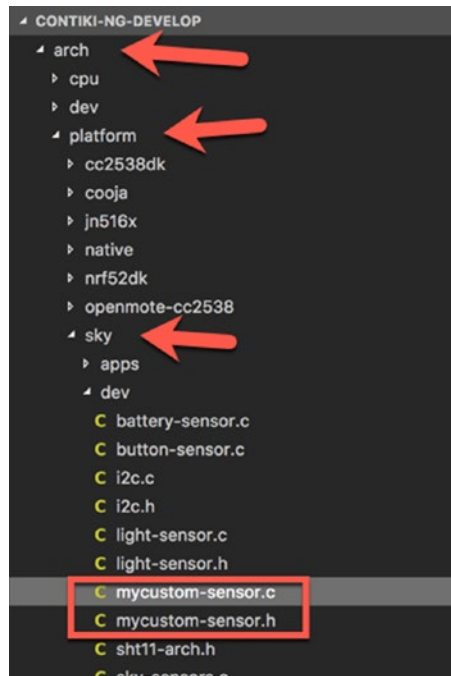 CONTIKI-NG-DEVELOP
arch
cpu
dev
platform
cc2538dk
cooja
jn516x
native
nrf52dk
openmote-cc2538
sky
apps
dev
C battery-sensor.c
C button-sensor.c
C i2c.c
C i2c.h
C light-sensor.c
C light-sensor.h
C mycustom-sensor.c
C mycustom-sensor.h
C sht11-arch.h